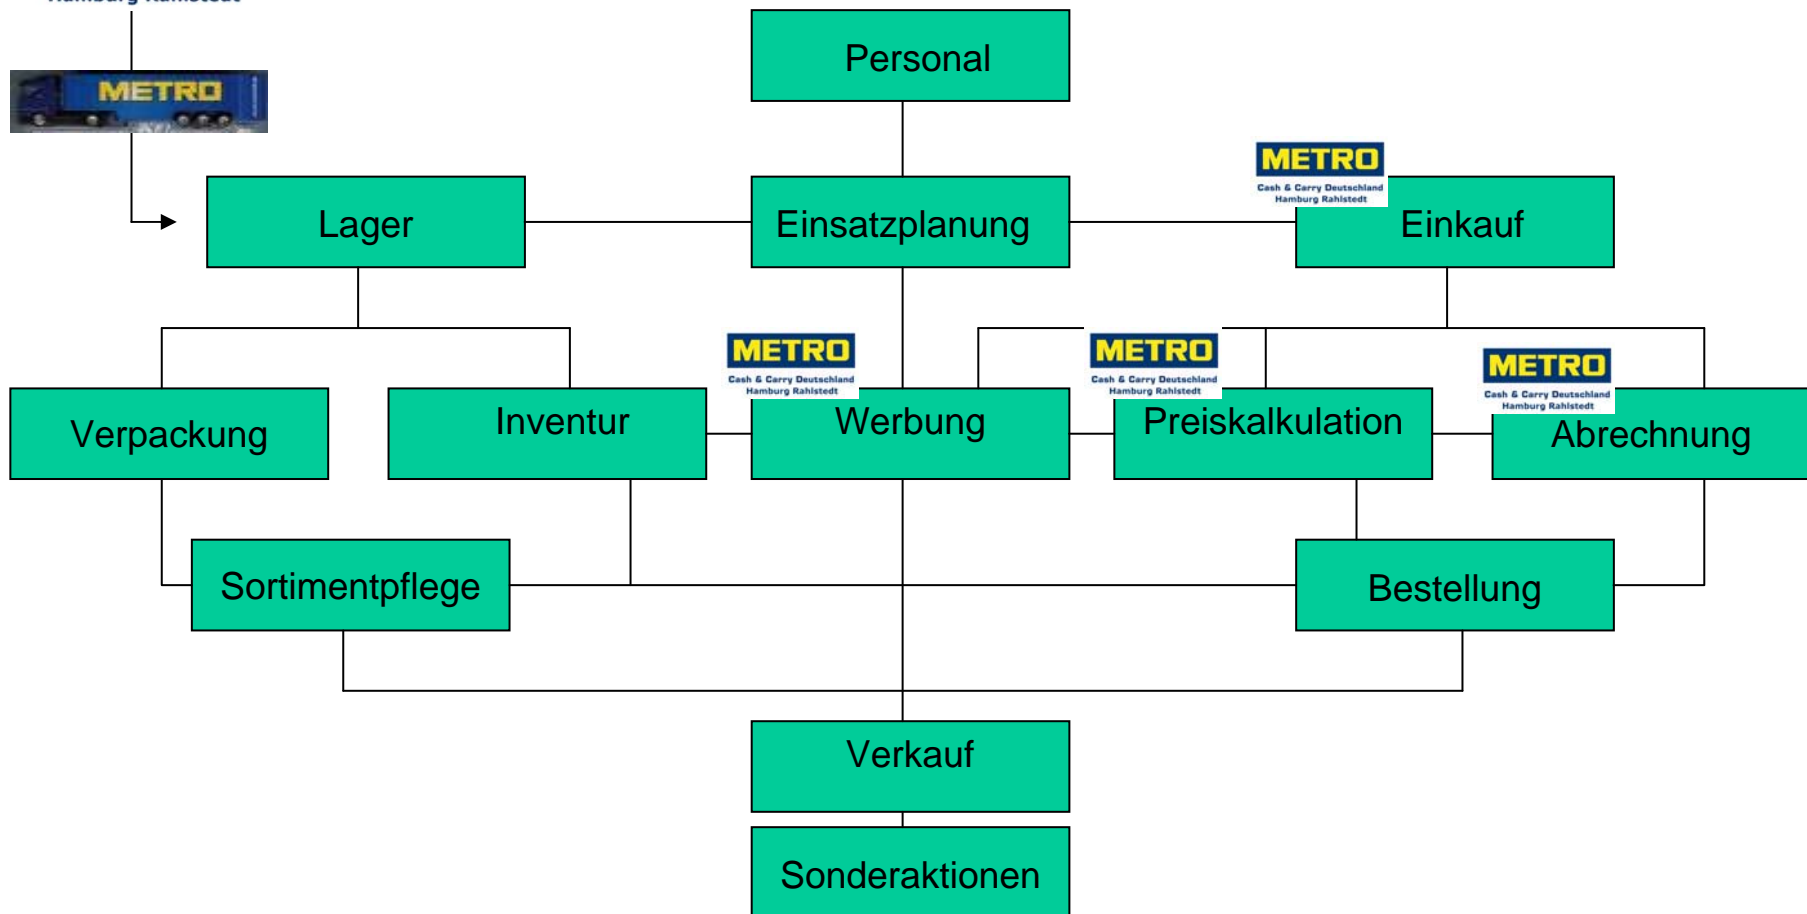 Hamburg Rahlstedt
METRO
Personal
METRO
Cash & Carry Deutschland
Hamburg Rahlstedt
Lager
Einsatzplanung
Einkauf
METRO
Cash & Carry Deutschland
Hamburg Rahlstedt
METRO
Cash & Carry Deutschland
Hamburg Rahlstedt
METRO
Cash & Carry Deutschland
Hamburg Rahlstedt
Verpackung
Inventur
Werbung
Preiskalkulation
Abrechnung
Sortimentpflege
Bestellung
Verkauf
Sonderaktionen